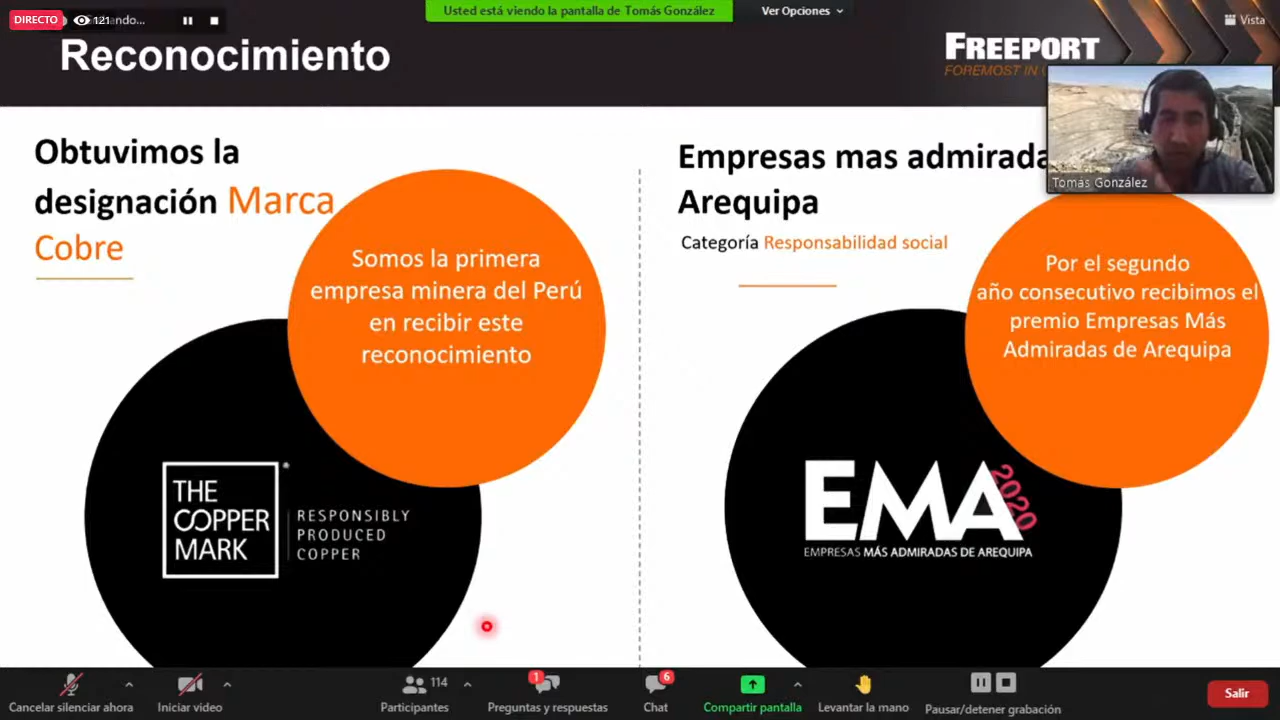 DIRECTO
121
ando...
Usted está viendo la pantalla de Tomás González
Ver Opciones
Vista
Reconocimiento
FREEPORT
FOREMOST IN
Obtuvimos la
designación Marca
Cobre
Somos la primera
empresa minera del Perú
en recibir este
reconocimiento
THE
COPPER
MARK
®
RESPONSIBLY
PRODUCED
COPPER
Empresas mas admirada
Arequipa
Categoría Responsabilidad social
Tomás González
Por el segundo
año consecutivo recibimos el
premio Empresas Más
Admiradas de Arequipa
EMA
2020
EMPRESAS MÁS ADMIRADAS DE AREQUIPA
Cancelar silenciar ahora
Iniciar video
114
Participantes
1
Preguntas y respuestas
6
Chat
Compartir pantalla
Levantar la mano
Pausar/detener grabación
Salir